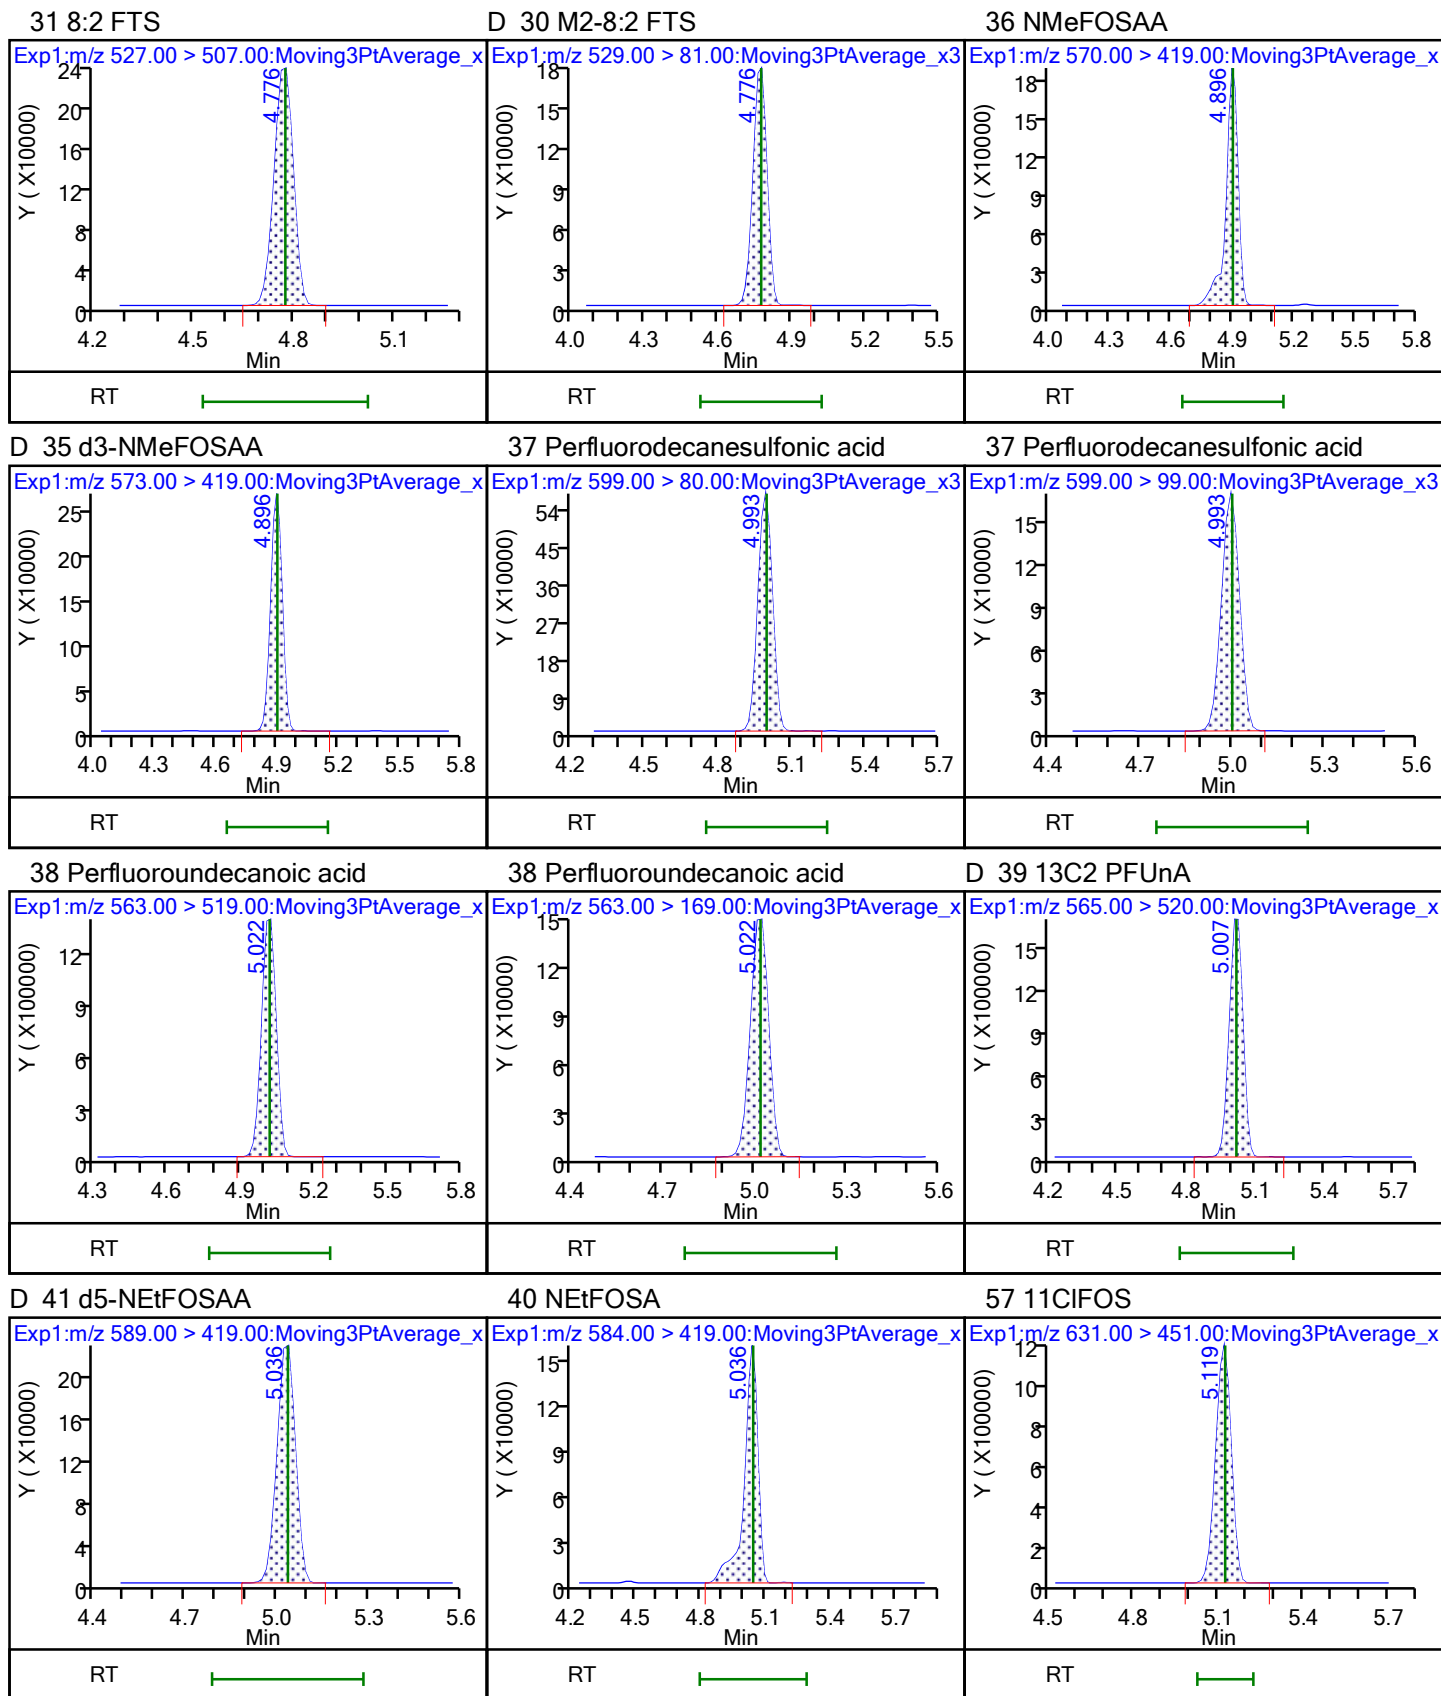 31 8:2 FTS
Exp1:m/z 527.00 > 507.00:Moving3PtAverage_x
Y ( X10000)
24
20
16
12
8
4
0
4.776
4.2 4.5 4.8 5.1
Min
RT
D 30 M2-8:2 FTS
Exp1:m/z 529.00 > 81.00:Moving3PtAverage_x3
Y ( X10000)
18
15
12
9
6
3
0
4.776
4.0 4.3 4.6 4.9 5.2 5.5
Min
RT
36 NMeFOSAA
Exp1:m/z 570.00 > 419.00:Moving3PtAverage_x
Y ( X10000)
18
15
12
9
6
3
0
4.896
4.0 4.3 4.6 4.9 5.2 5.5 5.8
Min
RT
D 35 d3-NMeFOSAA
Exp1:m/z 573.00 > 419.00:Moving3PtAverage_x
Y ( X10000)
25
20
15
10
5
0
4.896
4.0 4.3 4.6 4.9 5.2 5.5 5.8
Min
RT
37 Perfluorodecanesulfonic acid
Exp1:m/z 599.00 > 80.00:Moving3PtAverage_x3
Y ( X10000)
54
45
36
27
18
9
0
4.993
4.2 4.5 4.8 5.1 5.4 5.7
Min
RT
37 Perfluorodecanesulfonic acid
Exp1:m/z 599.00 > 99.00:Moving3PtAverage_x3
Y ( X10000)
15
12
9
6
3
0
4.993
4.4 4.7 5.0 5.3 5.6
Min
RT
38 Perfluoroundecanoic acid
Exp1:m/z 563.00 > 519.00:Moving3PtAverage_x
Y ( X100000)
12
9
6
3
0
5.022
4.3 4.6 4.9 5.2 5.5 5.8
Min
RT
38 Perfluoroundecanoic acid
Exp1:m/z 563.00 > 169.00:Moving3PtAverage_x
Y ( X10000)
15
12
9
6
3
0
5.022
4.4 4.7 5.0 5.3 5.6
Min
RT
D 39 13C2 PFUnA
Exp1:m/z 565.00 > 520.00:Moving3PtAverage_x
Y ( X100000)
15
12
9
6
3
0
5.007
4.2 4.5 4.8 5.1 5.4 5.7
Min
RT
D 41 d5-NEtFOSAA
Exp1:m/z 589.00 > 419.00:Moving3PtAverage_x
Y ( X10000)
20
16
12
8
4
0
5.036
4.4 4.7 5.0 5.3 5.6
Min
RT
40 NEtFOSA
Exp1:m/z 584.00 > 419.00:Moving3PtAverage_x
Y ( X10000)
15
12
9
6
3
0
5.036
4.2 4.5 4.8 5.1 5.4 5.7
Min
RT
57 11ClFOS
Exp1:m/z 631.00 > 451.00:Moving3PtAverage_x
Y ( X100000)
12
10
8
6
4
2
0
5.119
4.5 4.8 5.1 5.4 5.7
Min
RT